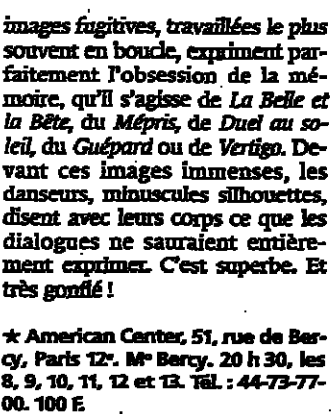 images fugitives, travaillées le plus
souvent en boucle, expriment par-
faitement l'obsession de la mé-
moire, qu'il s'agisse de La Belle et
la Bête, du Mépris, de Duel au so-
leil, du Guépard ou de Vertigo. De-
vant ces images immenses, les
danseurs, minuscules silhouettes,
disent avec leurs corps ce que les
dialogues ne sauraient entière-
ment exprimer. C'est superbe. Et
très gonflé !
★ American Center, 51, rue de Ber-
cy, Paris 12e. Mo Bercy. 20 h 30, les
8, 9, 10, 11, 12 et 13. Tél. : 44-73-77-
00. 100 F.